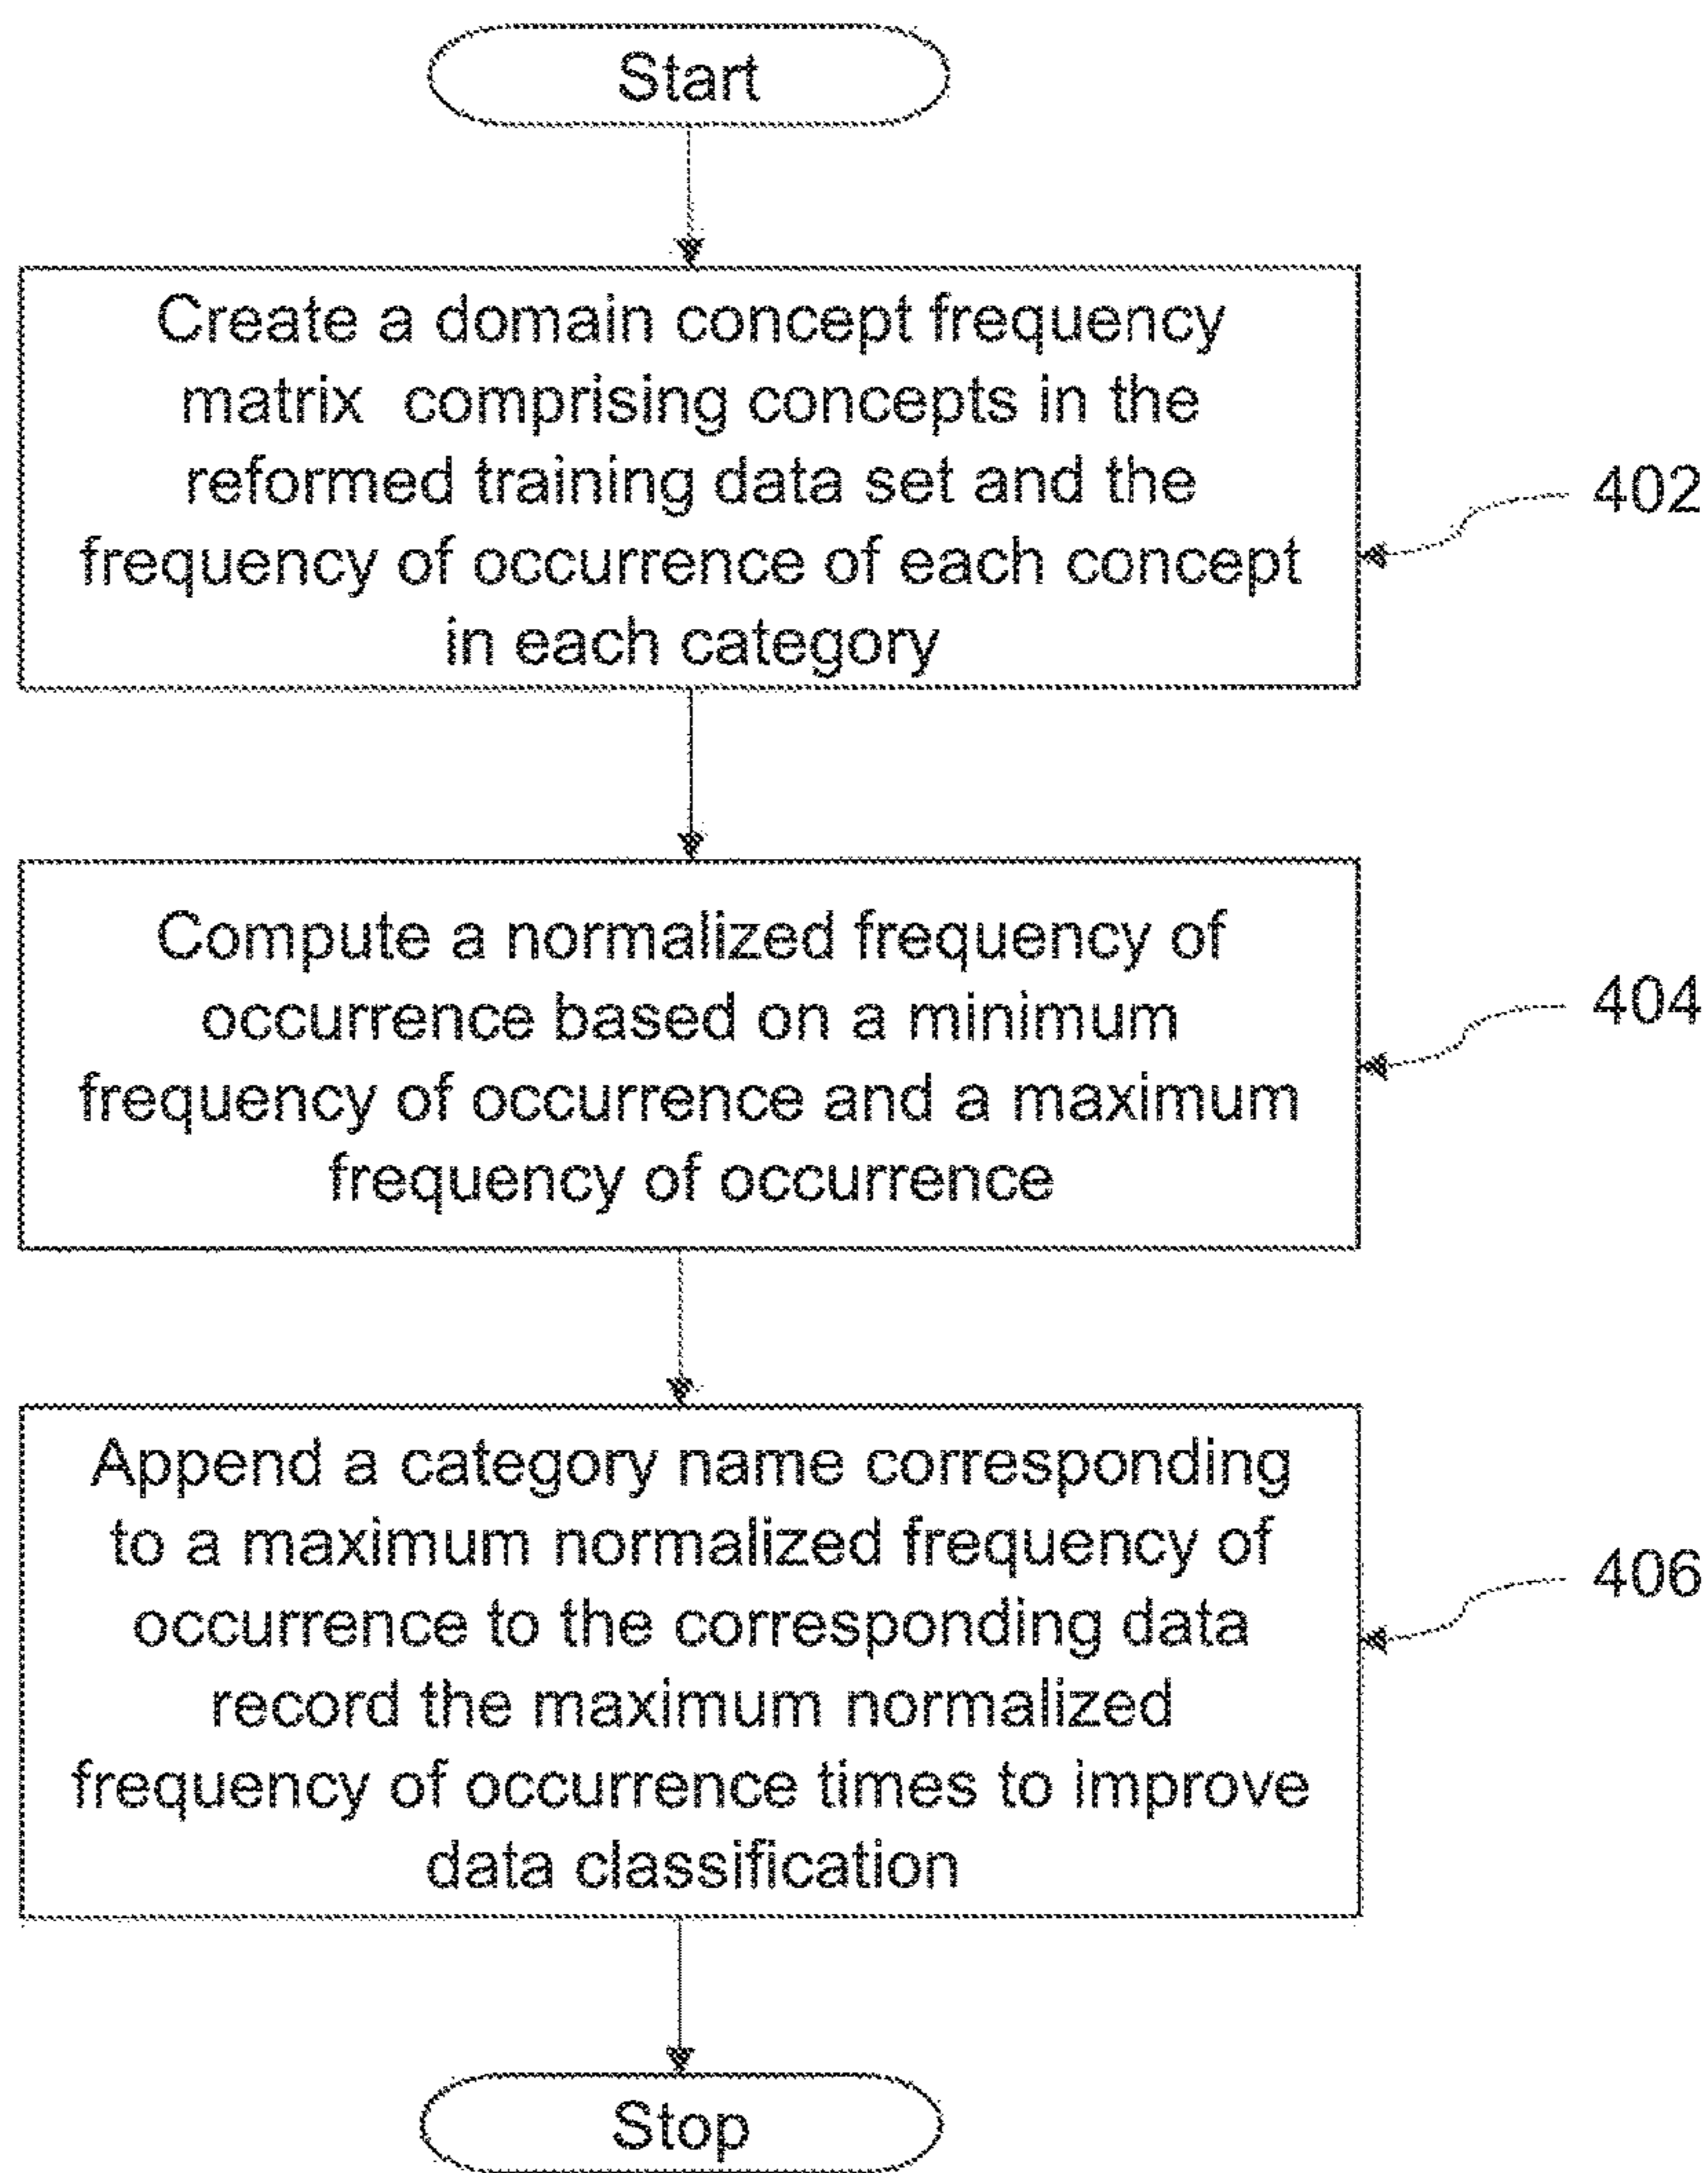 Start
Create a domain concept frequency
matrix comprising concepts in the
reformed training data set and the
frequency of occurrence of each concept
in each category
402
Compute a normalized frequency of
occurrence based on a minimum
frequency of occurrence and a maximum
frequency of occurrence
404
Append a category name corresponding
to a maximum normalized frequency of
occurrence to the corresponding data
record the maximum normalized
frequency of occurrence times to improve
data classification
406
Stop